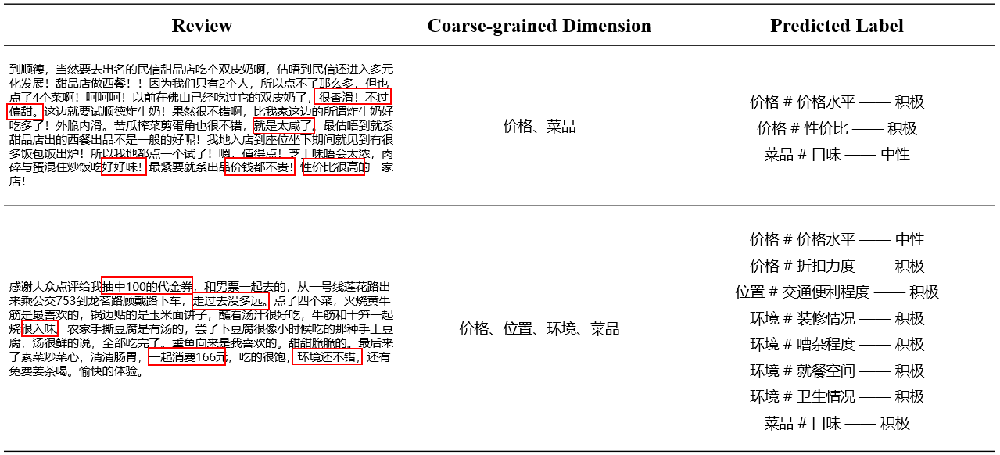 Review
Coarse-grained Dimension
Predicted Label
到顺德，当然要去出名的民信甜品店吃个双皮奶啊，估唔到民信还进入多元
化发展！甜品店做西餐！！因为我们只有2个人，所以点不了那么多，但也
点了4个菜啊！呵呵呵！以前在佛山已经吃过它的双皮奶了，很香滑！不过
偏甜。这边就要试顺德炸牛奶！果然很不错啊，比我家这边的所谓炸牛奶好
吃多了！外脆内滑。苦瓜榨菜剪蛋角也很不错，就是太咸了。最估唔到就系
甜品店出的西餐出品不是一般的好呢！我地入店到座位坐下期间就见到有很
多饭包饭出炉！所以我地都点一个试了！嗯，值得点！芝士味唔会太浓，肉
碎与蛋混住炒饭吃好好味！最紧要就系出品价钱都不贵！性价比很高的一家
店！
价格、菜品
价格 # 价格水平 —— 积极
价格 # 性价比 —— 积极
菜品 # 口味 —— 中性
感谢大众点评给我抽中100的代金券，和男票一起去的，从一号线莲花路出
来乘公交753到龙茗路顾戴路下车，走过去没多远。点了四个菜，火烧黄牛
筋是最喜欢的，锅边贴的是玉米面饼子，蘸着汤汁很好吃，牛筋和干笋一起
烧很入味。农家手撕豆腐是有汤的，尝了下豆腐很像小时候吃的那种手工豆
腐，汤很鲜的说，全部吃完了。重鱼向来是我喜欢的。甜甜脆脆的。最后来
了素菜炒菜心，清清肠胃，一起消费166元，吃的很饱，环境还不错，还有
免费姜茶喝。愉快的体验。
价格、位置、环境、菜品
价格 # 价格水平 —— 中性
价格 # 折扣力度 —— 积极
位置 # 交通便利程度 —— 积极
环境 # 装修情况 —— 积极
环境 # 嘈杂程度 —— 积极
环境 # 就餐空间 —— 积极
环境 # 卫生情况 —— 积极
菜品 # 口味 —— 积极